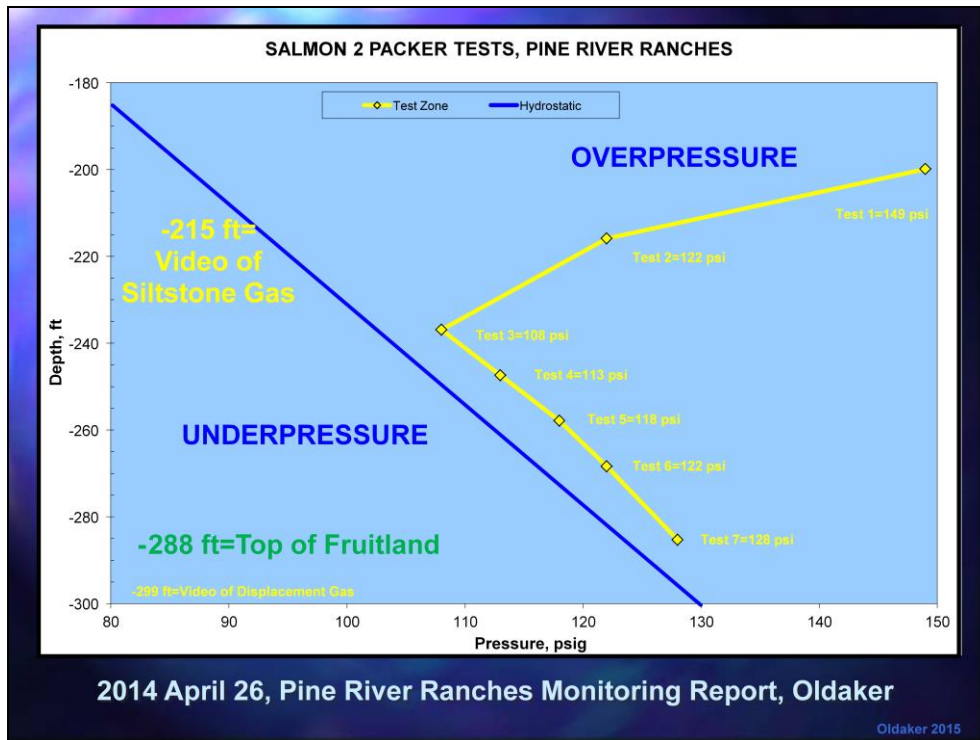 SALMON 2 PACKER TESTS, PINE RIVER RANCHES
-180
-200
-220
-240
-260
-280
-300
Depth, ft
Test Zone
Hydrostatic
OVERPRESSURE
Test 1=149 psi
-215 ft=
Video of
Siltstone Gas
Test 2=122 psi
Test 3=108 psi
Test 4=113 psi
Test 5=118 psi
UNDERPRESSURE
Test 6=122 psi
Test 7=128 psi
-288 ft=Top of Fruitland
-299 ft=Video of Displacement Gas
80 90 100 110 120 130 140 150
Pressure, psig
2014 April 26, Pine River Ranches Monitoring Report, Oldaker
Oldaker 2015